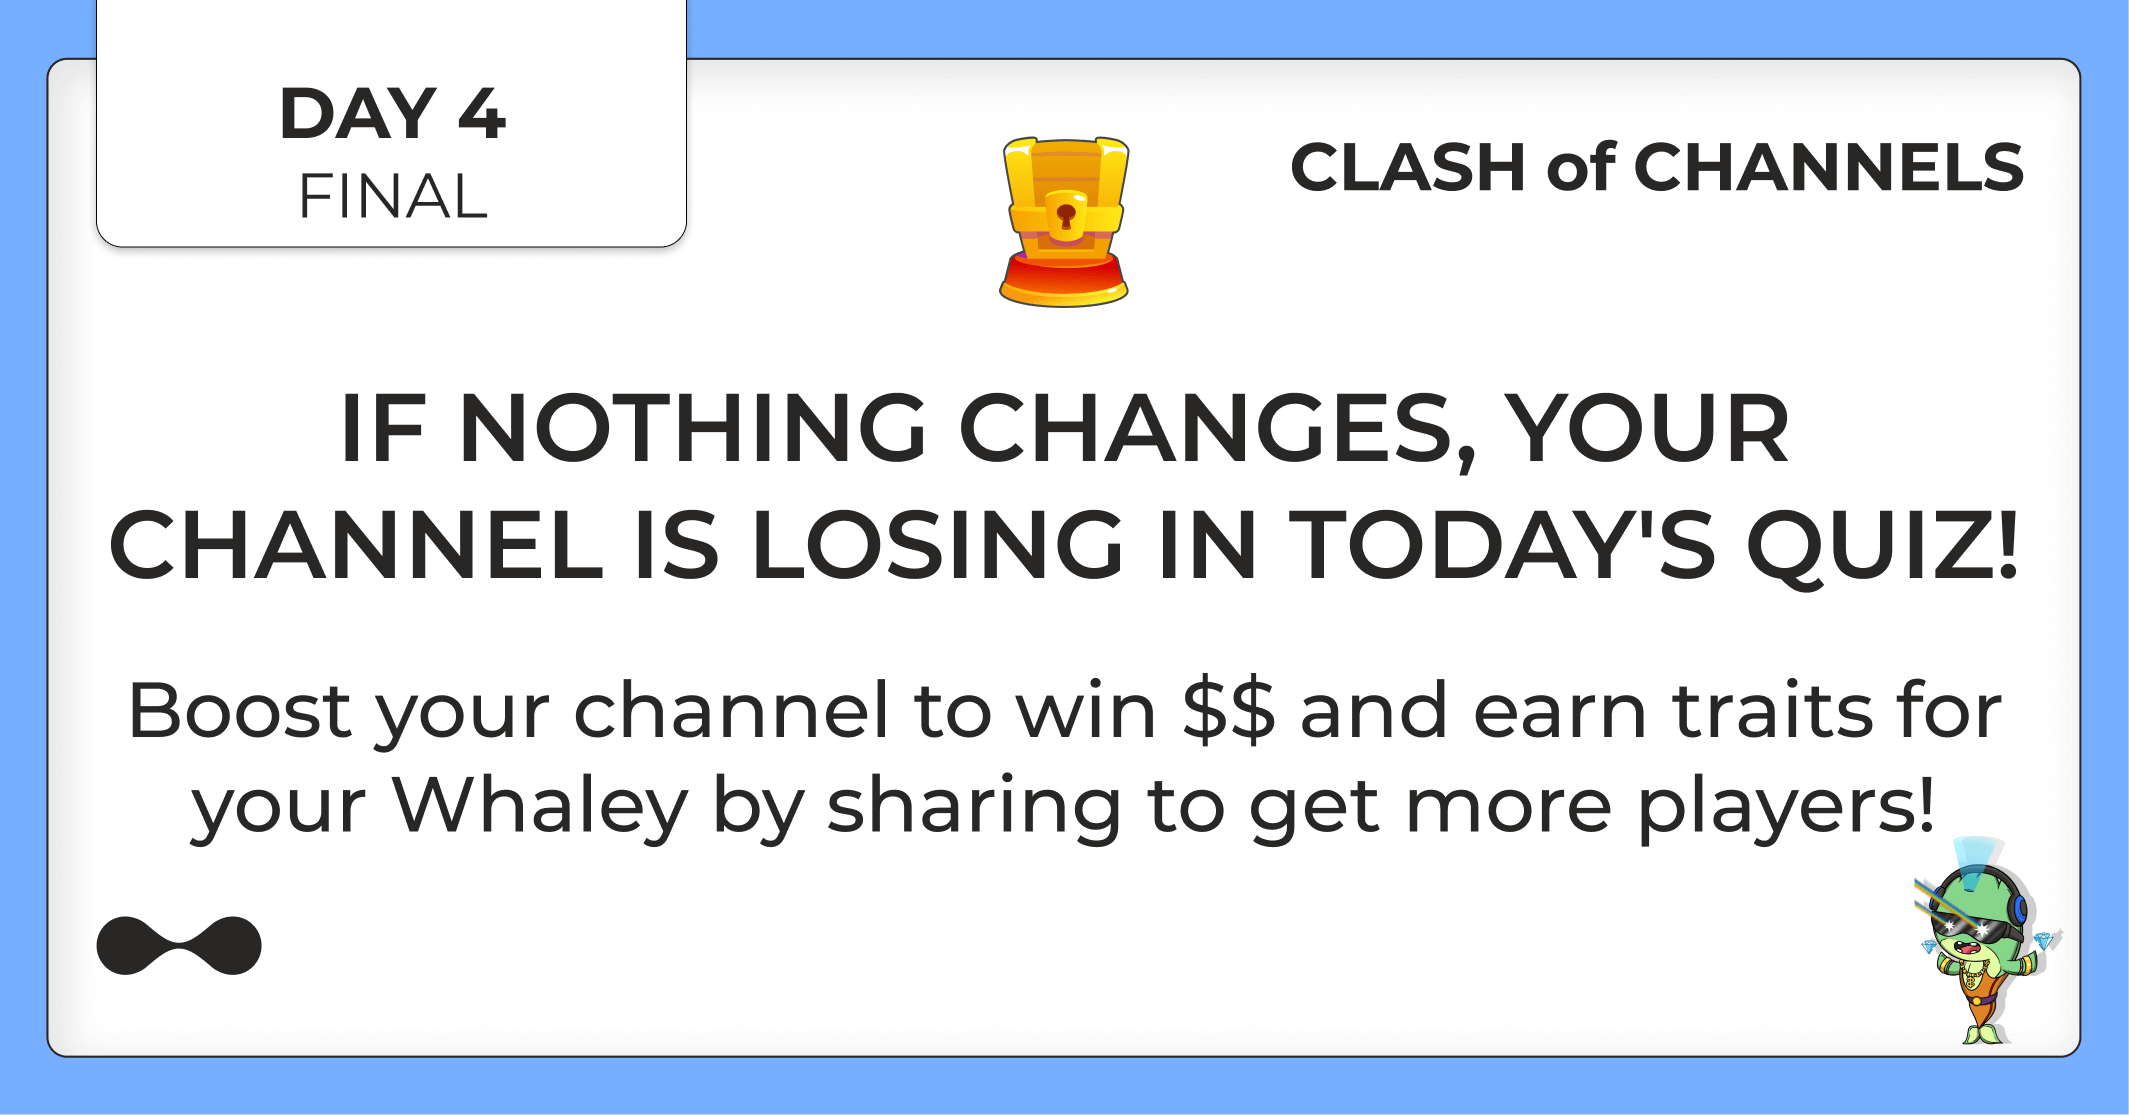 DAY 4
FINAL
CLASH of CHANNELS
IF NOTHING CHANGES, YOUR
CHANNEL IS LOSING IN TODAY'S QUIZ!
Boost your channel to win $$ and earn traits for
your Whaley by sharing to get more players!